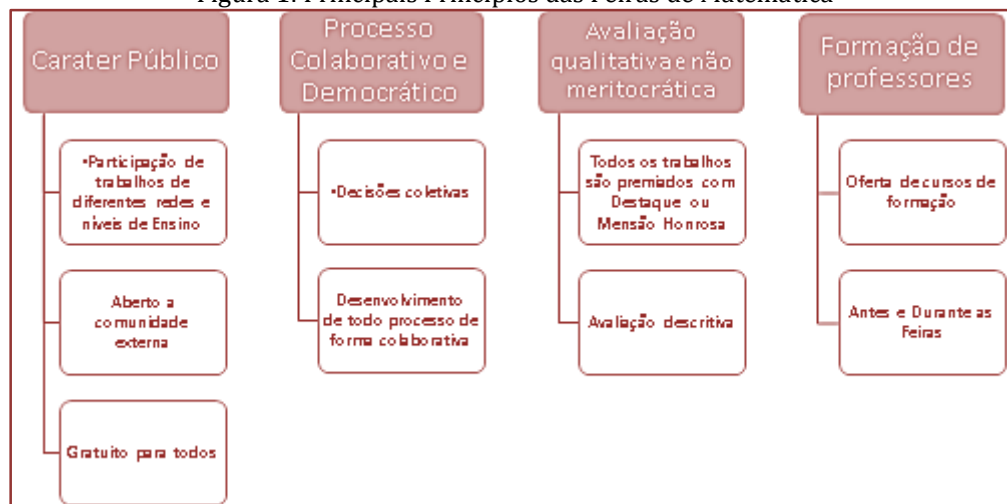 Figura 1: Principais Princípios das Feiras de Matemática
Carater Público
•Participação de
trabalhos de
diferentes redes e
níveis de Ensino
Aberto a
comunidade
externa
Gratuito para todos
Processo
Colaborativo e
Democrático
•Decisões coletivas
Desenvolvimento
de todo processo de
forma colaborativa
Avaliação
qualitativa e não
meritocrática
Todos os trabalhos
são premiados com
Destaque ou
Mensão Honrosa
Avaliação descritiva
Formação de
professores
Oferta de cursos de
formação
Antes e Durante as
Feiras